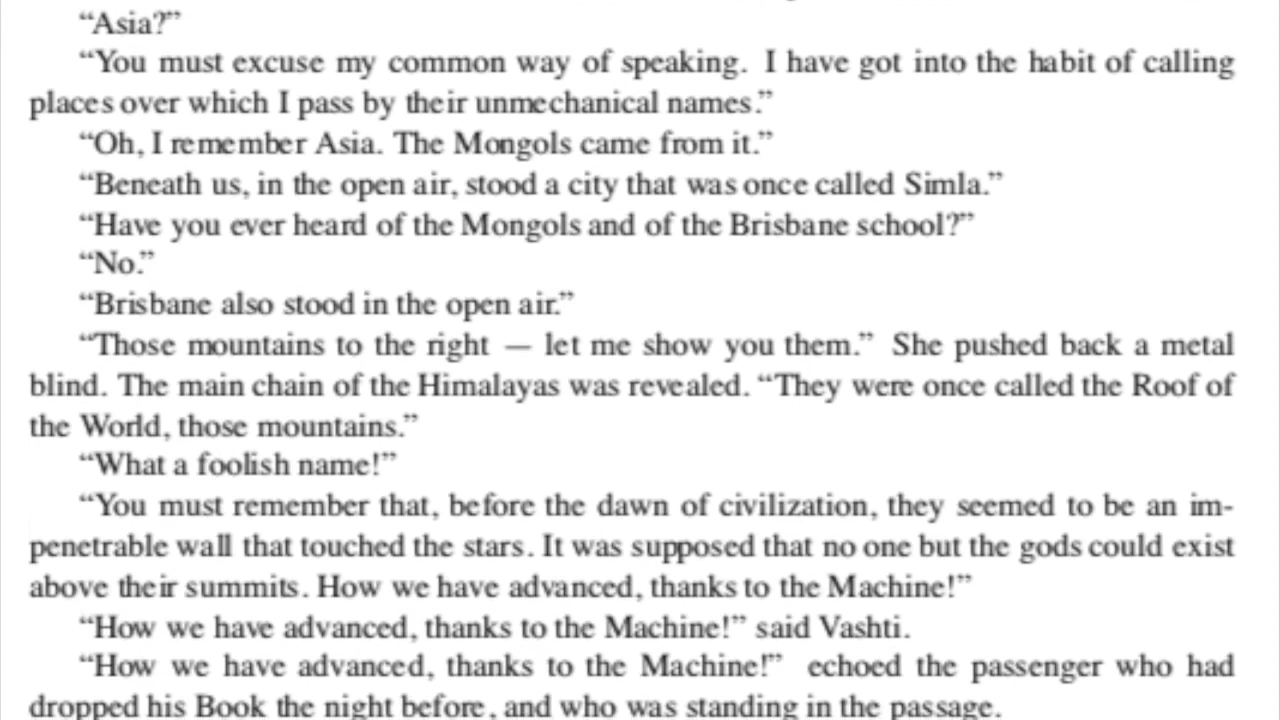 “Asia?”
“You must excuse my common way of speaking. I have got into the habit of calling
places over which I pass by their unmechanical names.”
“Oh, I remember Asia. The Mongols came from it.”
“Beneath us, in the open air, stood a city that was once called Simla.”
“Have you ever heard of the Mongols and of the Brisbane school?”
“No.”
“Brisbane also stood in the open air.”
“Those mountains to the right — let me show you them.” She pushed back a metal
blind. The main chain of the Himalayas was revealed. “They were once called the Roof of
the World, those mountains.”
“What a foolish name!”
“You must remember that, before the dawn of civilization, they seemed to be an im-
penetrable wall that touched the stars. It was supposed that no one but the gods could exist
above their summits. How we have advanced, thanks to the Machine!”
“How we have advanced, thanks to the Machine!” said Vashti.
“How we have advanced, thanks to the Machine!” echoed the passenger who had
dropped his Book the night before, and who was standing in the passage.